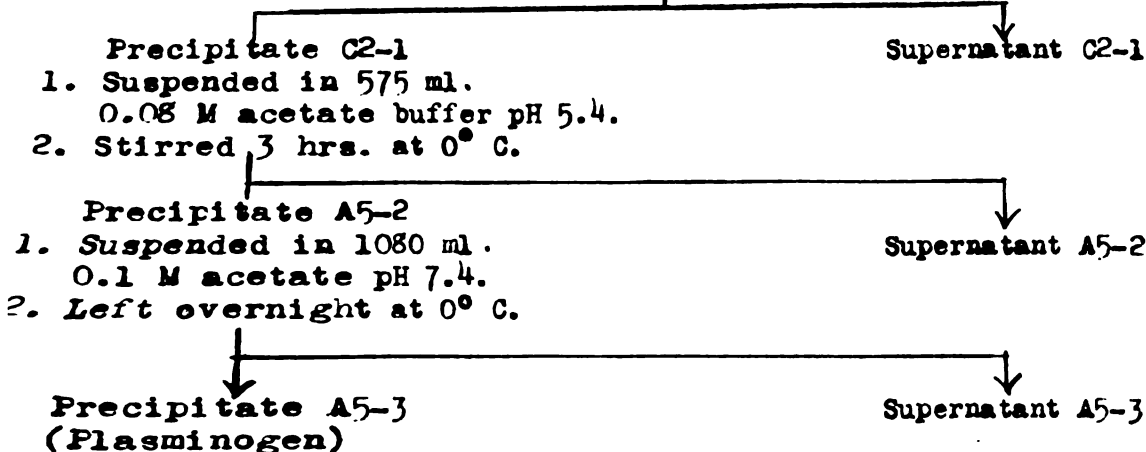 Precipitate C2-1
Supernatant C2-1
1. Suspended in 575 ml.
0.08 M acetate buffer pH 5.4.
2. Stirred 3 hrs. at 0° C.
Precipitate A5-2
Supernatant A5-2
1. Suspended in 1080 ml.
0.1 M acetate pH 7.4.
2. Left overnight at 0° C.
Precipitate A5-3
Supernatant A5-3
(Plasminogen)